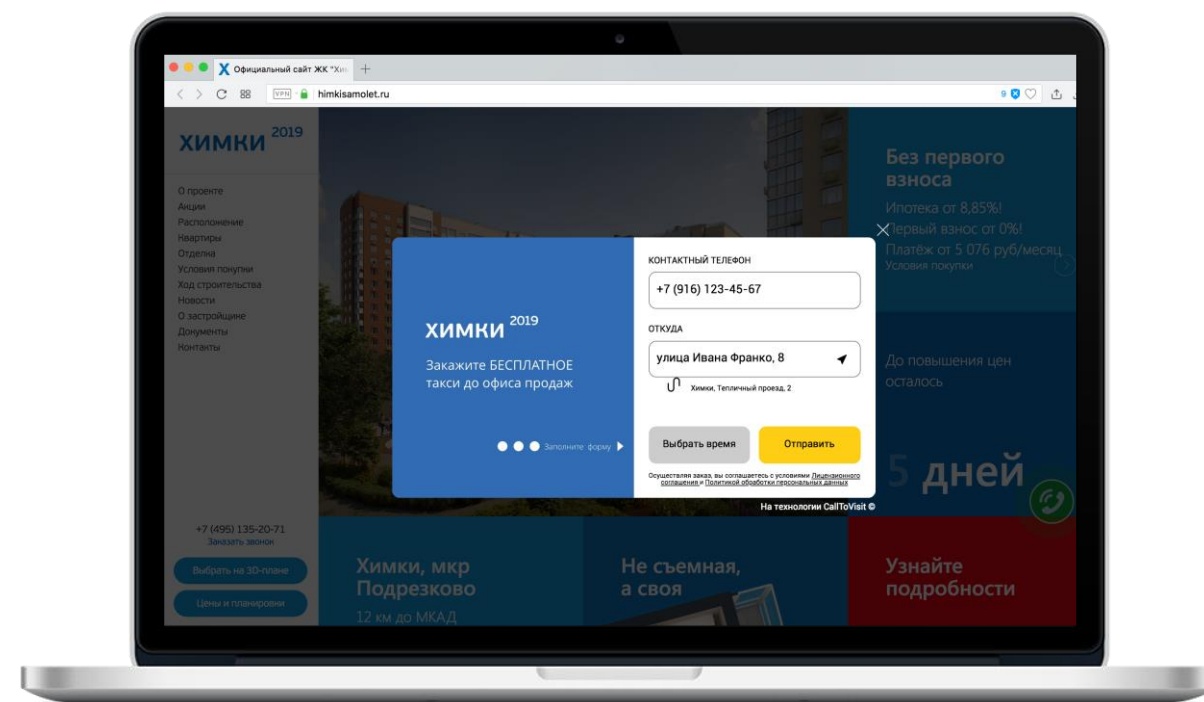 Официальный сайт ЖК "Хим
VPN
himkisamolet.ru
9
химки 2019
О проекте
Акции
Расположение
Квартиры
Отделка
Условия покупки
Ход строительства
Новости
О застройщике
Документы
Контакты
+7 (495) 135-20-71
Заказать звонок
Выбрать на 3D-плане
Цены и планировки
химки 2019
Закажите БЕСПЛАТНОЕ
такси до офиса продаж
Заполните форму
КОНТАКТНЫЙ ТЕЛЕФОН
+7 (916) 123-45-67
ОТКУДА
улица Ивана Франко, 8
Химки, Тепличный проезд, 2
Выбрать время
Отправить
Осуществляя заказ, вы соглашаетесь с условиями Лицензионного
соглашения и Политикой обработки персональных данных
На технологии CallToVisit ©
Без первого
взноса
Ипотека от 8,85%!
Первый взнос от 0%!
Платёж от 5 076 руб/месяц
Условия покупки
До повышения цен
осталось
5 дней
Химки, мкр
Подрезково
12 км до МКАД
Не съемная,
а своя
Узнайте
подробности